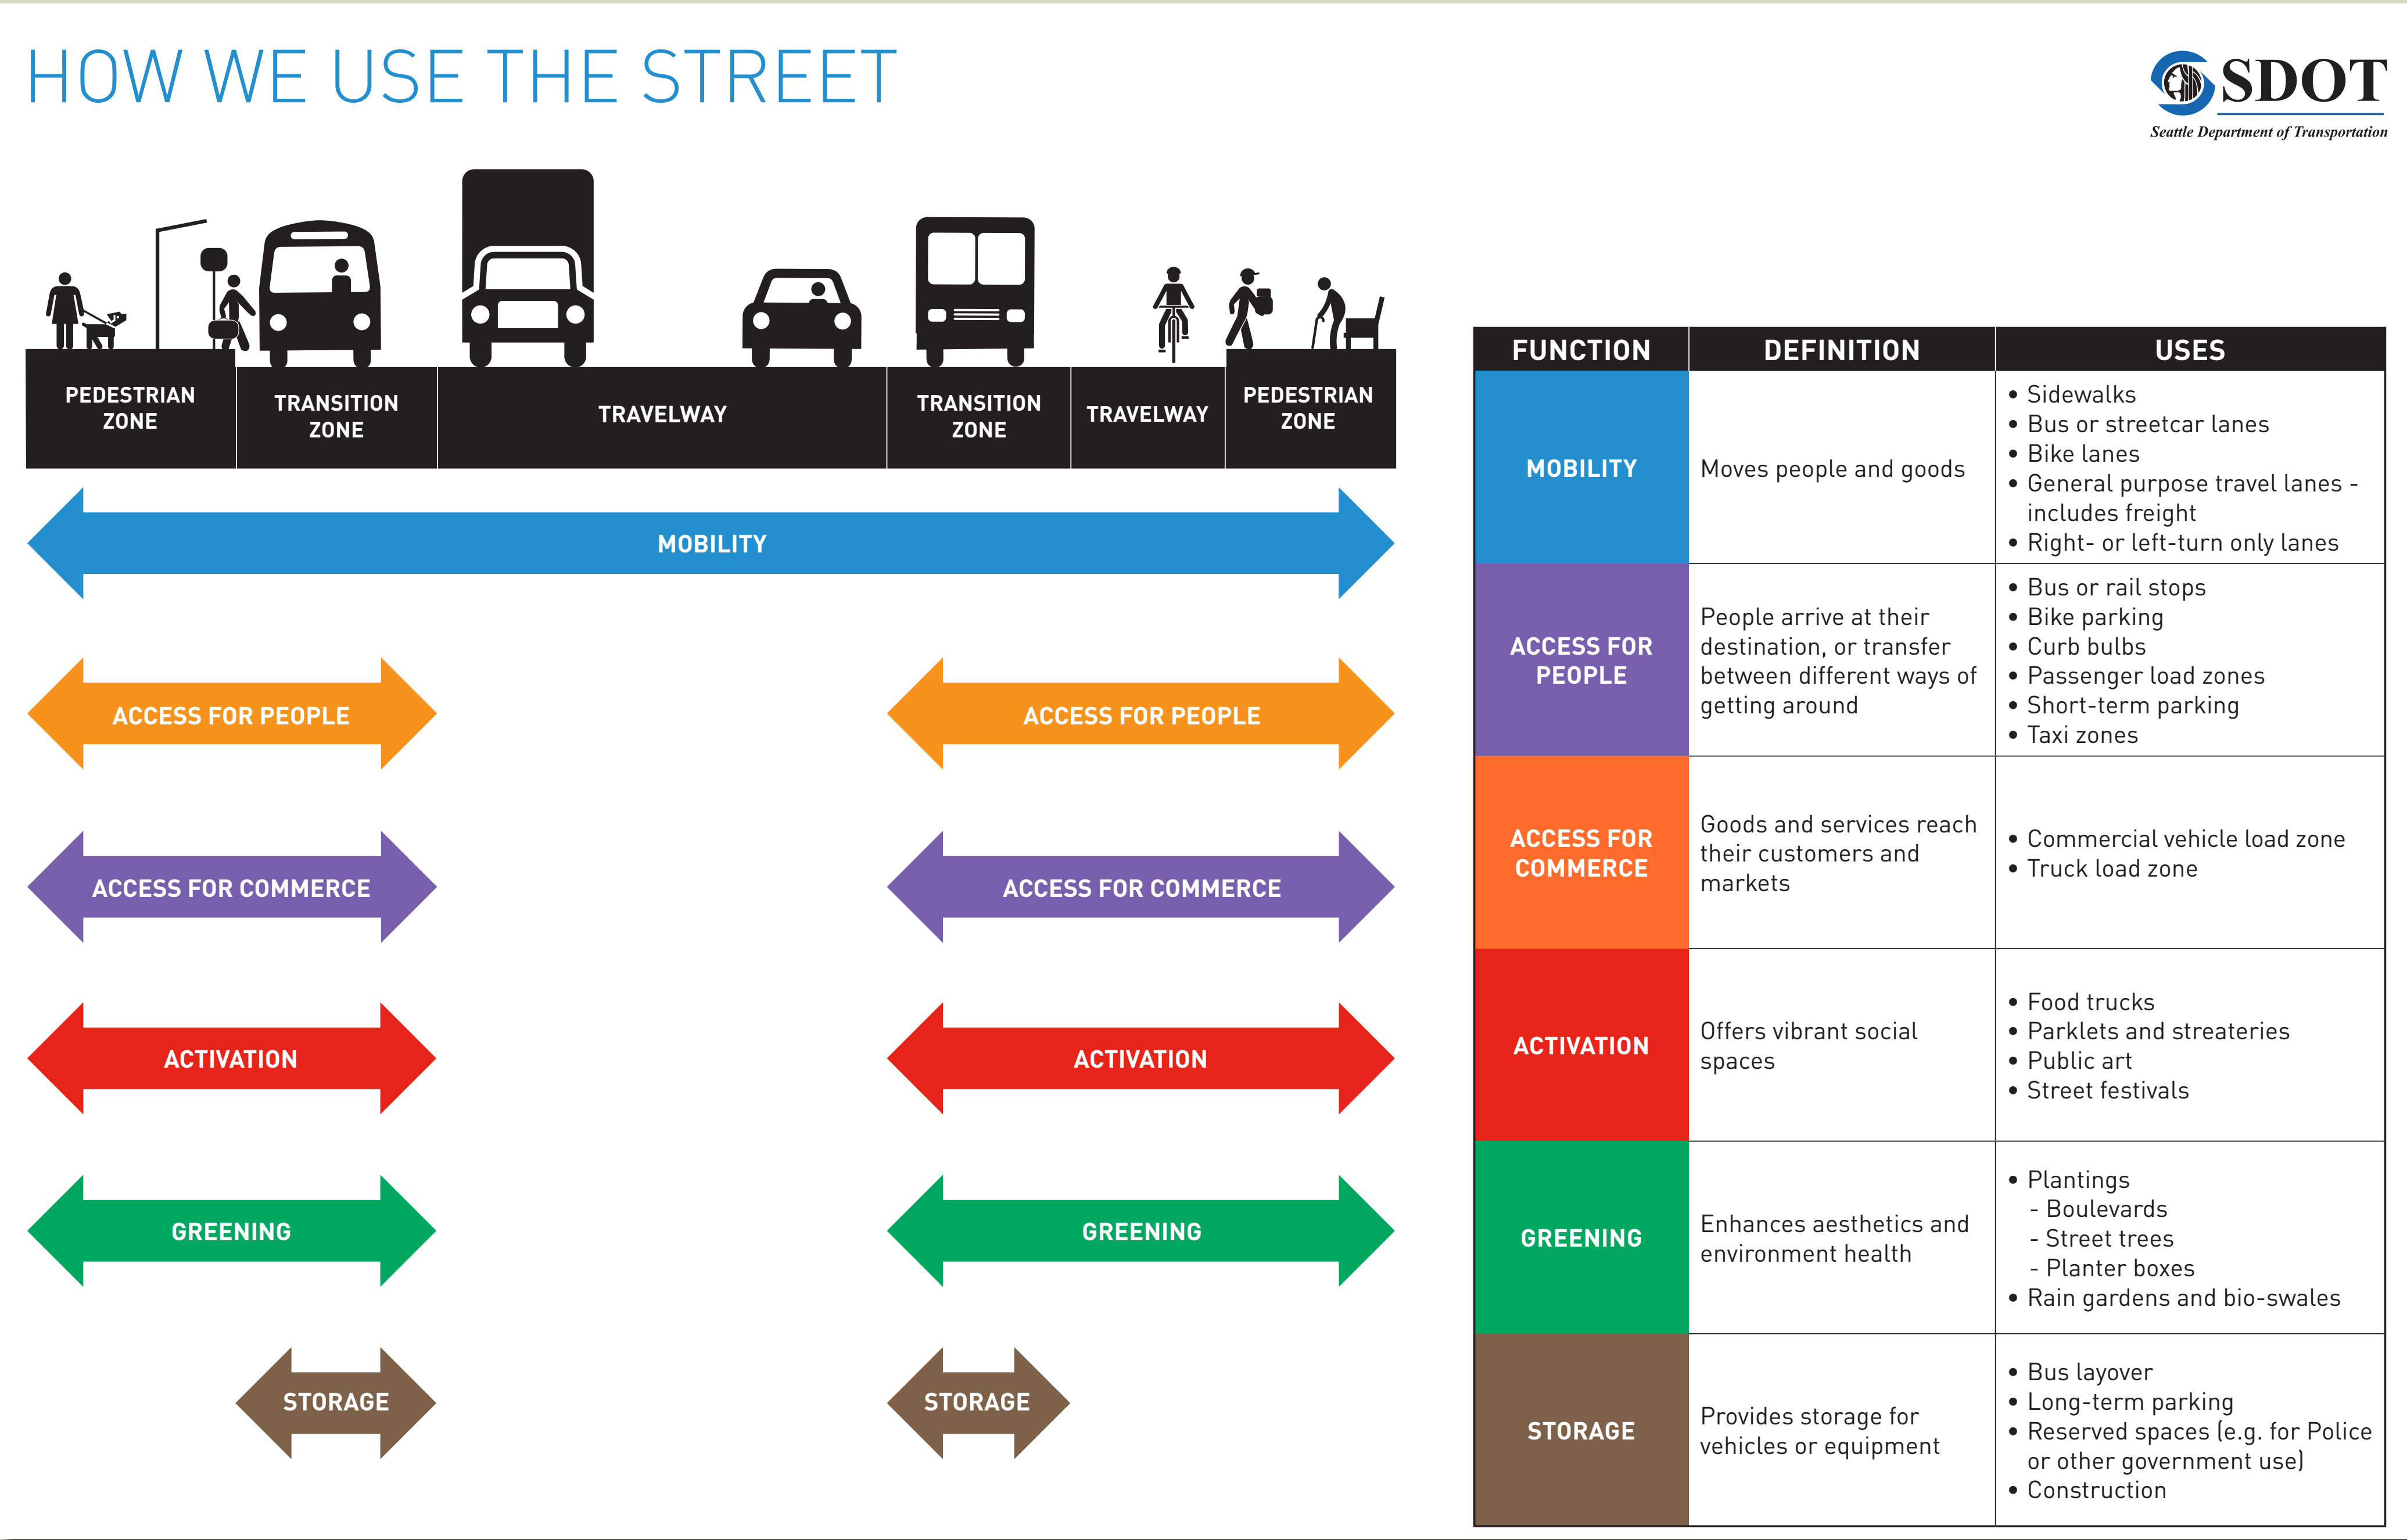 HOW WE USE THE STREET
SDOT
Seattle Department of Transportation
PEDESTRIAN
ZONE
TRANSITION
ZONE
TRAVELWAY
TRANSITION
ZONE
TRAVELWAY
PEDESTRIAN
ZONE
MOBILITY
ACCESS FOR PEOPLE
ACCESS FOR PEOPLE
ACCESS FOR COMMERCE
ACCESS FOR COMMERCE
ACTIVATION
ACTIVATION
GREENING
GREENING
STORAGE
STORAGE
FUNCTION
DEFINITION
USES
MOBILITY
Moves people and goods
• Sidewalks
• Bus or streetcar lanes
• Bike lanes
• General purpose travel lanes -
includes freight
• Right- or left-turn only lanes
ACCESS FOR
PEOPLE
People arrive at their
destination, or transfer
between different ways of
getting around
• Bus or rail stops
• Bike parking
• Curb bulbs
• Passenger load zones
• Short-term parking
• Taxi zones
ACCESS FOR
COMMERCE
Goods and services reach
their customers and
markets
• Commercial vehicle load zone
• Truck load zone
ACTIVATION
Offers vibrant social
spaces
• Food trucks
• Parklets and streateries
• Public art
• Street festivals
GREENING
Enhances aesthetics and
environment health
• Plantings
- Boulevards
- Street trees
- Planter boxes
• Rain gardens and bio-swales
STORAGE
Provides storage for
vehicles or equipment
• Bus layover
• Long-term parking
• Reserved spaces (e.g. for Police
or other government use)
• Construction